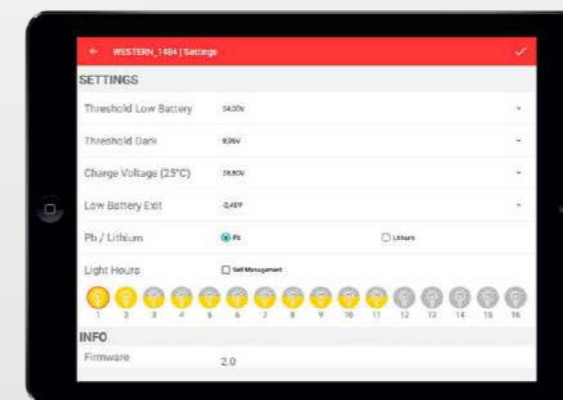 WESTERN_1484 | Settings
SETTINGS
Threshold Low Battery
Threshold Dark
Charge Voltage (25°C)
Low Battery Exit
Pb / Lithium Pb Lithium
Light Hours Self Management
1 2 3 4 5 6 7 8 9 10 11 12 13 14 15 16
INFO
Firmware 2.0